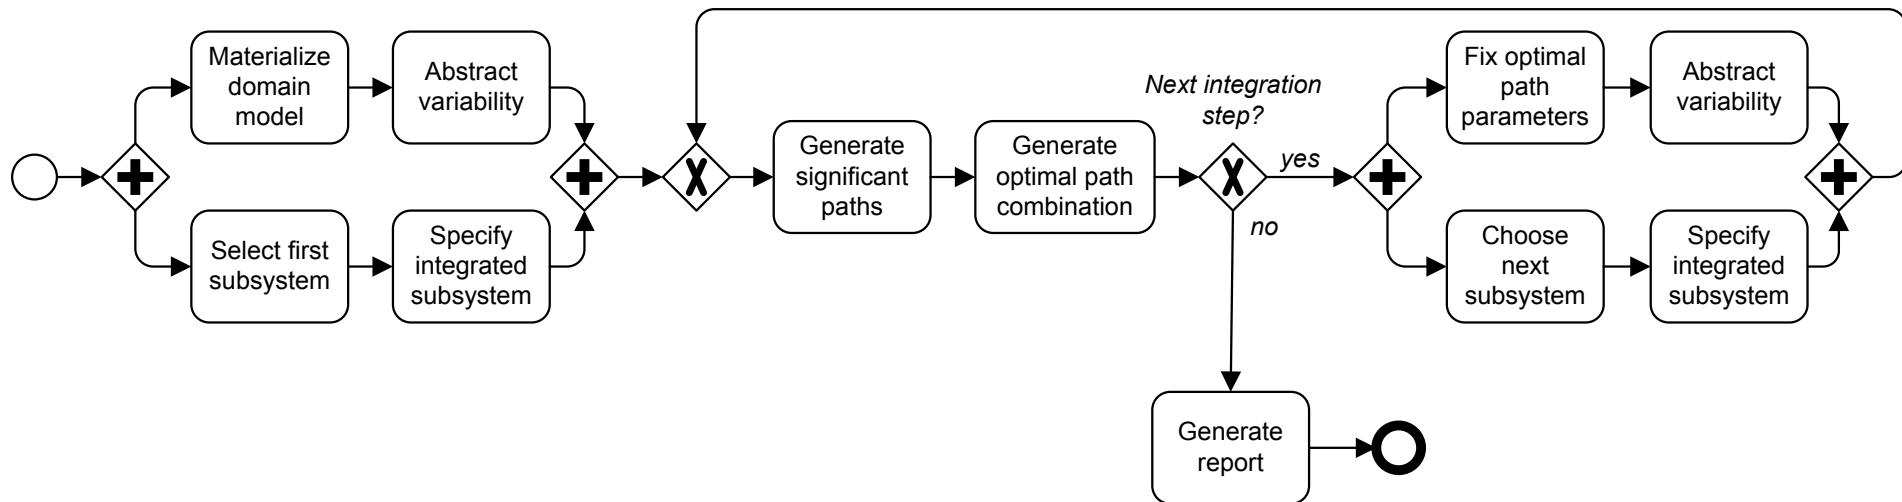 Materialize
domain
model
Abstract
variability
Select first
subsystem
Specify
integrated
subsystem
Generate
significant
paths
Generate
optimal path
combination
Next integration
step?
yes
no
Fix optimal
path
parameters
Abstract
variability
Choose
next
subsystem
Specify
integrated
subsystem
Generate
report